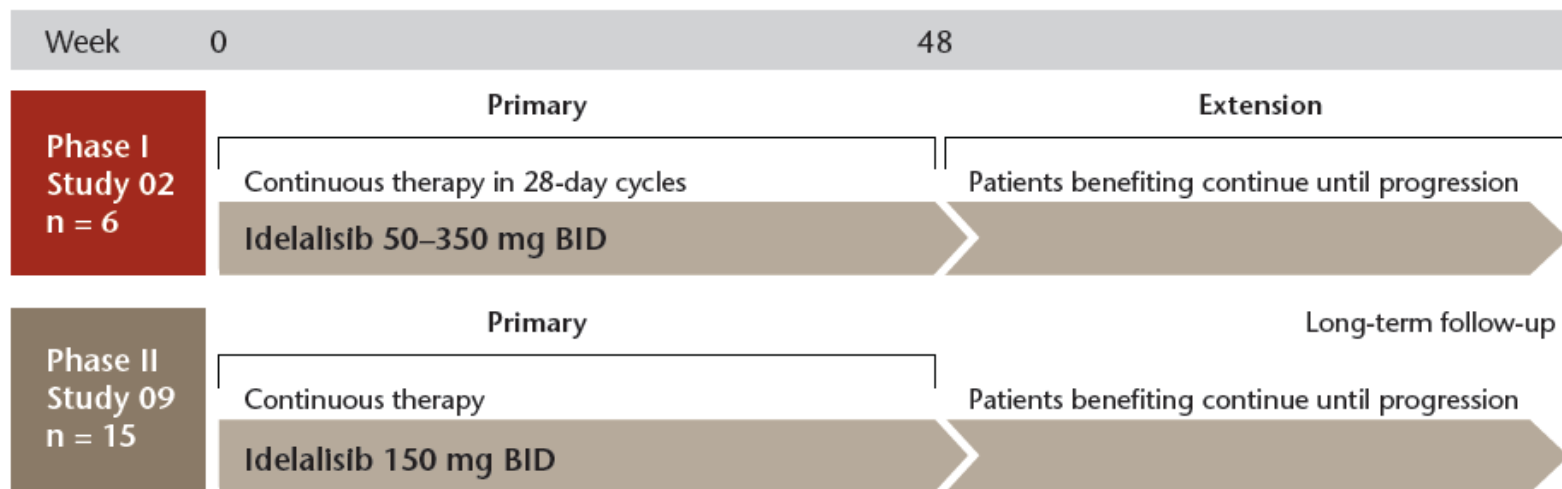 Week 0 48
Primary Extension
Phase I
Study 02
n = 6
Continuous therapy in 28-day cycles
Patients benefiting continue until progression
Idelalisib 50–350 mg BID
Primary
Long-term follow-up
Phase II
Study 09
n = 15
Continuous therapy
Patients benefiting continue until progression
Idelalisib 150 mg BID